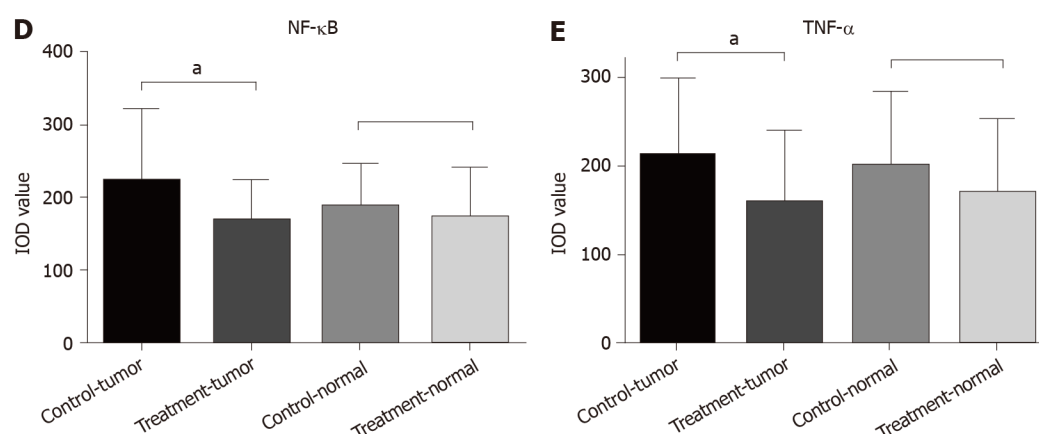 D
NF-κB
400
300
200
100
0
IOD value
a
Control-tumor
Treatment-tumor
Control-normal
Treatment-normal
E
TNF-α
300
200
100
0
IOD value
a
Control-tumor
Treatment-tumor
Control-normal
Treatment-normal